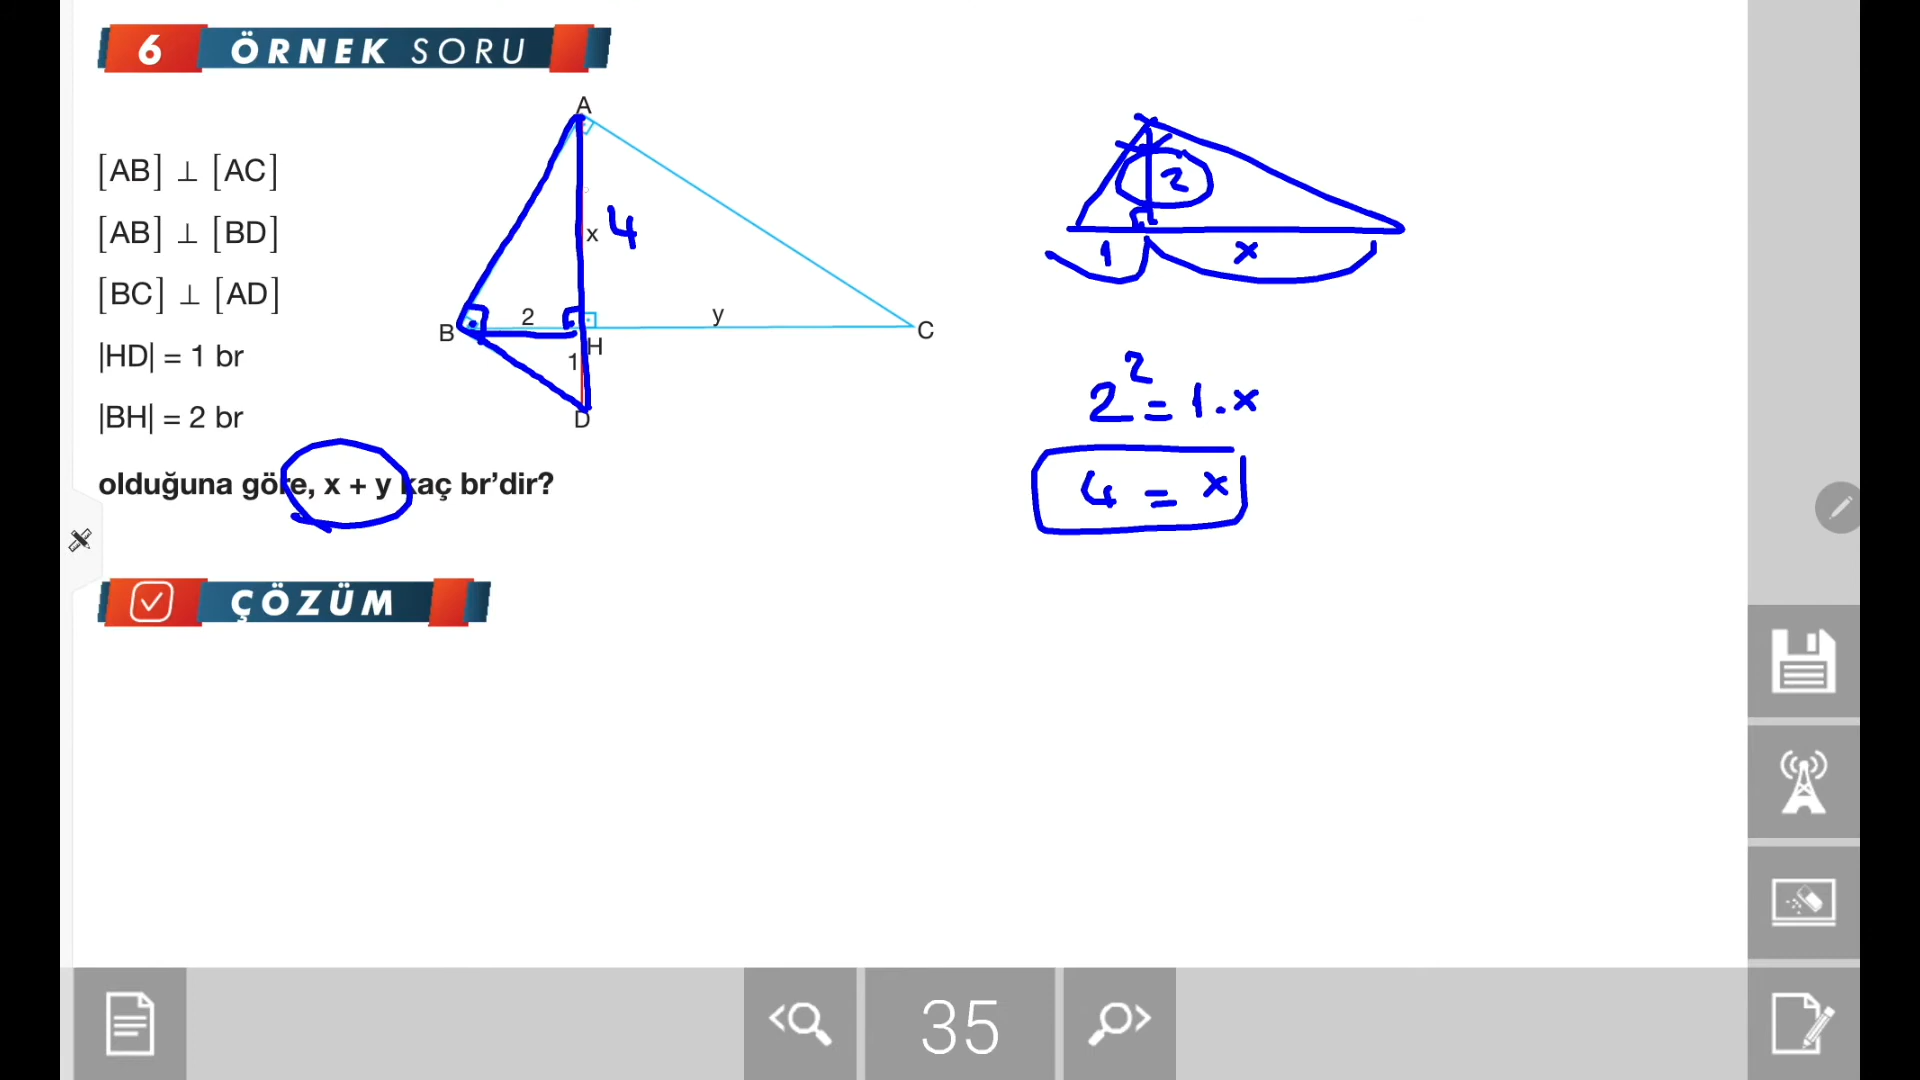 6 ÖRNEK SORU
[AB] ⊥ [AC]
[AB] ⊥ [BD]
[BC] ⊥ [AD]
|HD| = 1 br
|BH| = 2 br
olduğuna göre, x + y kaç br’dir?
A
x 4
B 2 y C
H
1
D
2
1 x
2² = 1 . x
4 = x
ÇÖZÜM
35